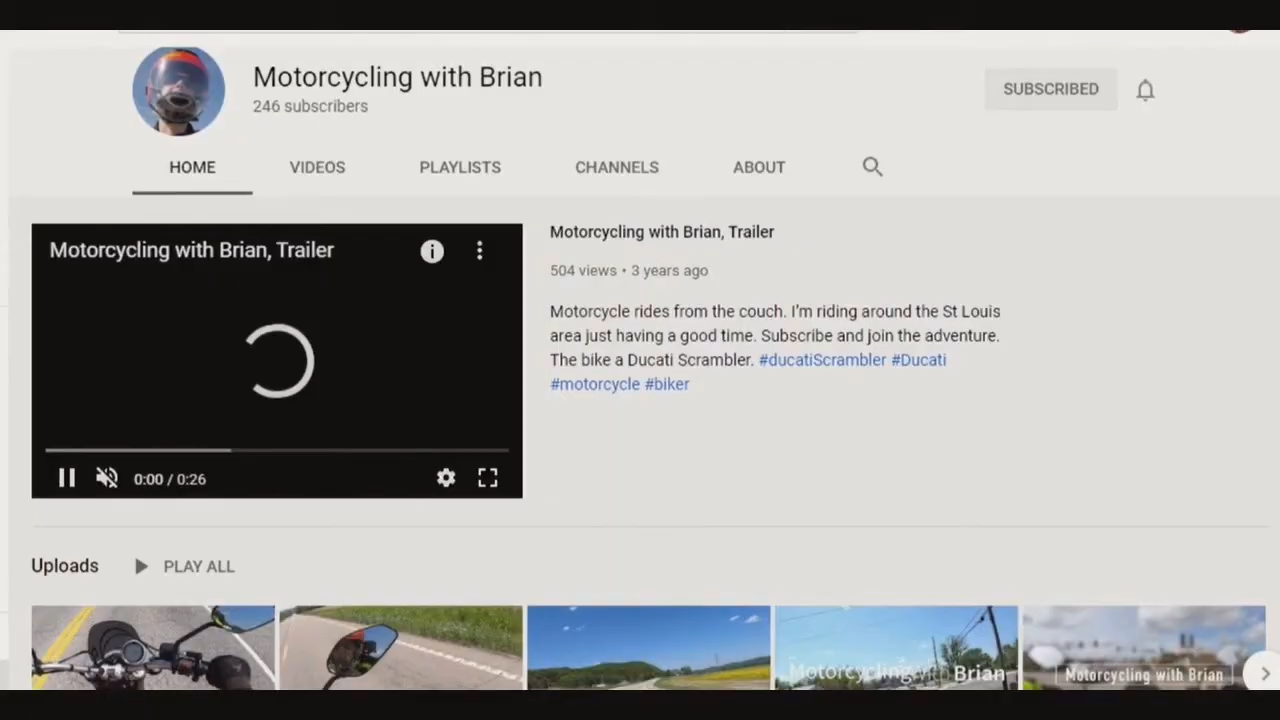 Motorcycling with Brian
246 subscribers
SUBSCRIBED
HOME VIDEOS PLAYLISTS CHANNELS ABOUT
Motorcycling with Brian, Trailer
0:00 / 0:26
Motorcycling with Brian, Trailer
504 views • 3 years ago
Motorcycle rides from the couch. I'm riding around the St Louis
area just having a good time. Subscribe and join the adventure.
The bike a Ducati Scrambler. #ducatiScrambler #Ducati
#motorcycle #biker
Uploads PLAY ALL
Motorcycling with Brian
Motorcycling with Brian